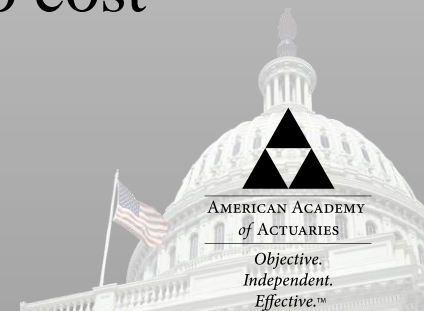 cost
AMERICAN ACADEMY
of ACTUARIES
Objective.
Independent.
Effective.™